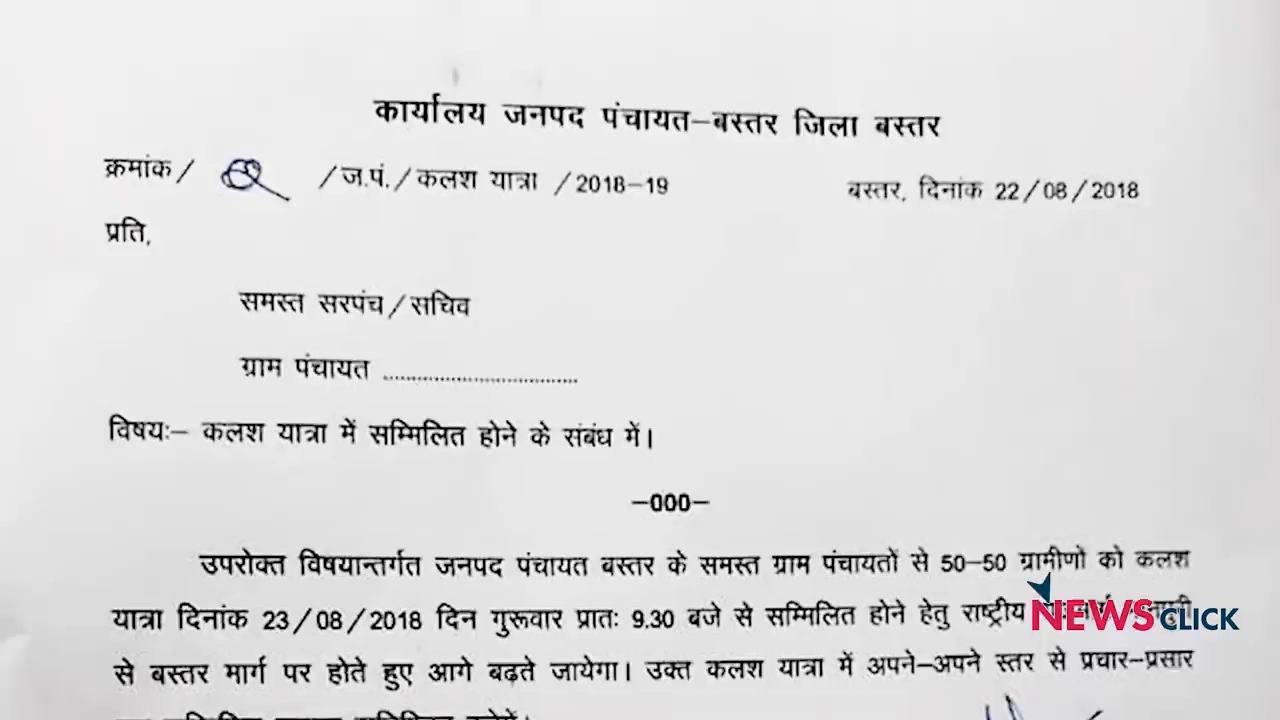 कार्यालय जनपद पंचायत–बस्तर जिला बस्तर
क्रमांक/ /ज.पं./कलश यात्रा /2018–19 बस्तर, दिनांक 22/08/2018
प्रति,
समस्त सरपंच/सचिव
ग्राम पंचायत ....................................
विषयः– कलश यात्रा में सम्मिलित होने के संबंध में।
–000–
उपरोक्त विषयान्तर्गत जनपद पंचायत बस्तर के समस्त ग्राम पंचायतों से 50–50 ग्रामीणो को कलश
यात्रा दिनांक 23/08/2018 दिन गुरूवार प्रातः 9.30 बजे से सम्मिलित होने हेतु राष्ट्रीय
NEWSCLICK
से बस्तर मार्ग पर होते हुए आगे बढ़ते जायेगा। उक्त कलश यात्रा में अपने–अपने स्तर से प्रचार–प्रसार